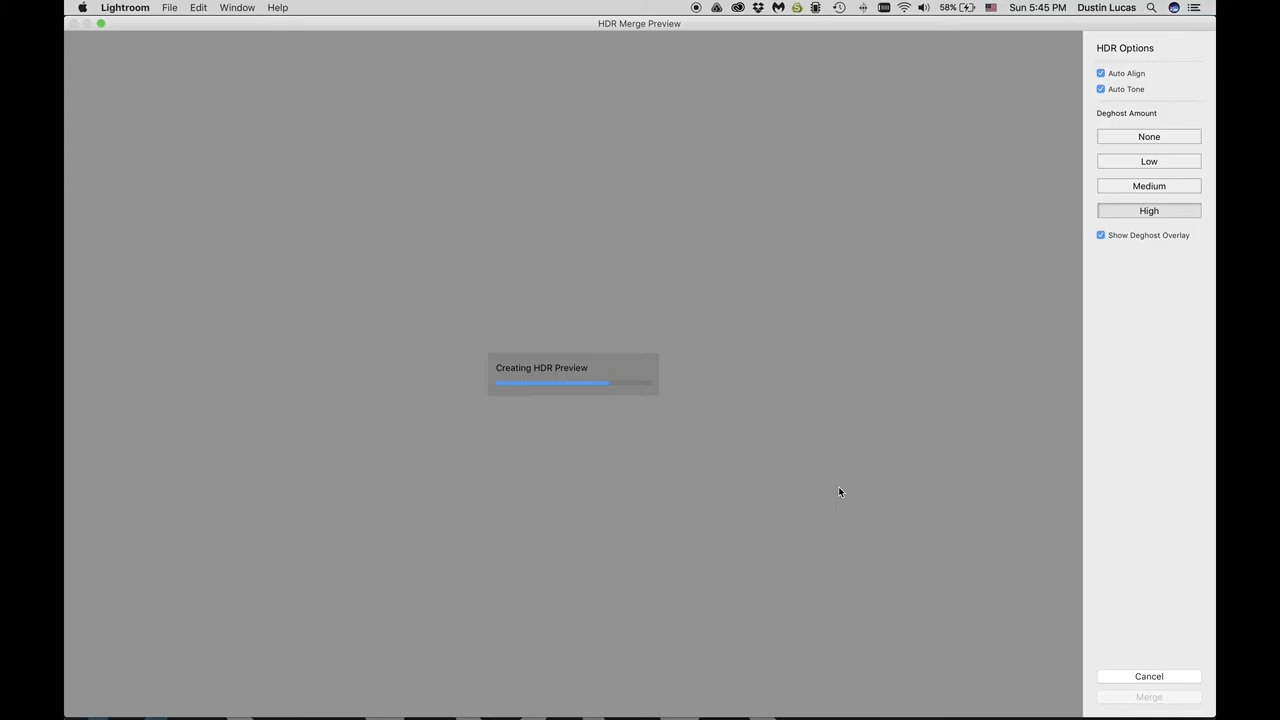 Lightroom File Edit Window Help 58% Sun 5:45 PM Dustin Lucas
HDR Merge Preview
HDR Options
Auto Align
Auto Tone
Deghost Amount
None
Low
Medium
High
Show Deghost Overlay
Creating HDR Preview
Cancel
Merge